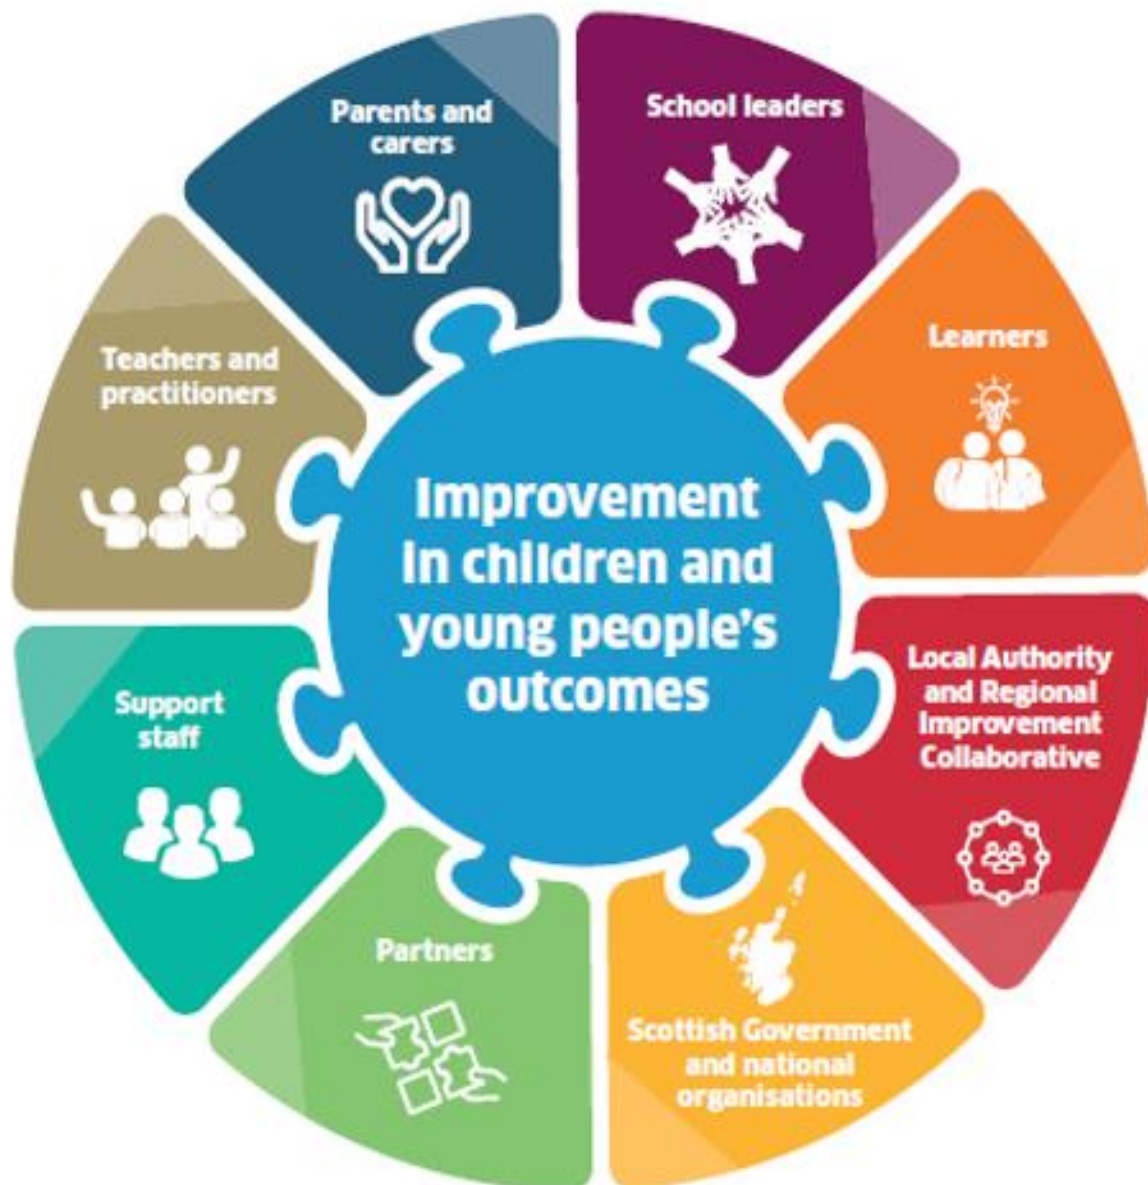 Parents and
carers
School leaders
Learners
Local Authority
and Regional
Improvement
Collaborative
Scottish Government
and national
organisations
Partners
Support
staff
Teachers and
practitioners
Improvement
in children and
young people's
outcomes